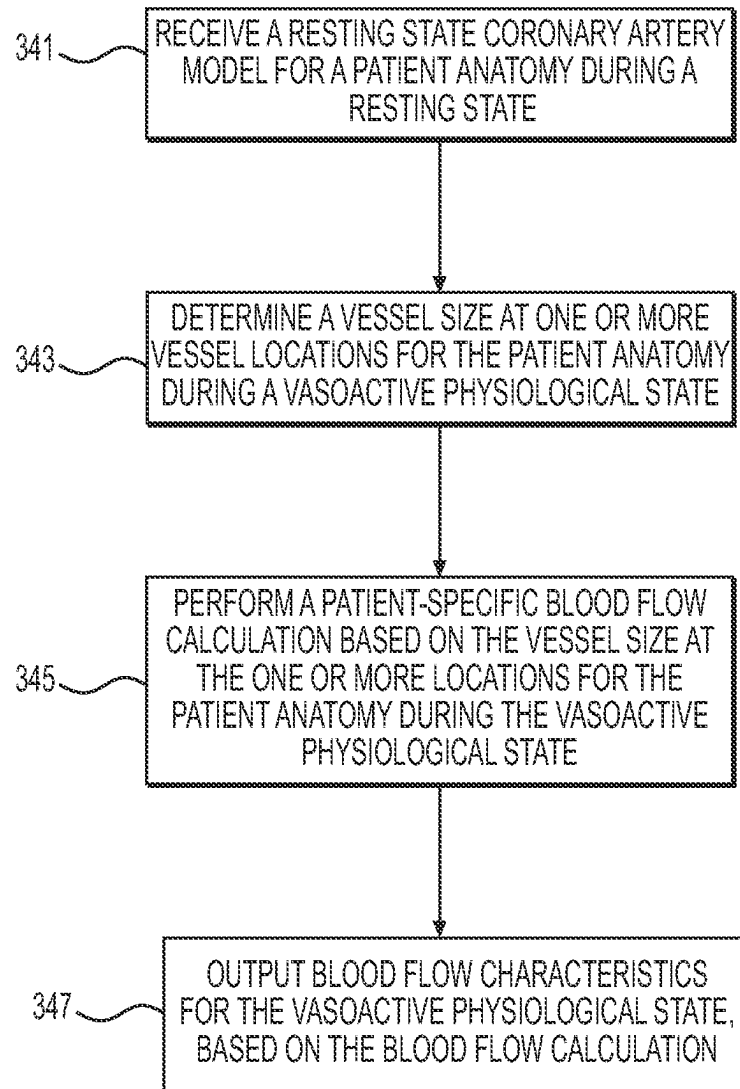 341
RECEIVE A RESTING STATE CORONARY ARTERY
MODEL FOR A PATIENT ANATOMY DURING A
RESTING STATE
343
DETERMINE A VESSEL SIZE AT ONE OR MORE
VESSEL LOCATIONS FOR THE PATIENT ANATOMY
DURING A VASOACTIVE PHYSIOLOGICAL STATE
345
PERFORM A PATIENT-SPECIFIC BLOOD FLOW
CALCULATION BASED ON THE VESSEL SIZE AT
THE ONE OR MORE LOCATIONS FOR THE
PATIENT ANATOMY DURING THE VASOACTIVE
PHYSIOLOGICAL STATE
347
OUTPUT BLOOD FLOW CHARACTERISTICS
FOR THE VASOACTIVE PHYSIOLOGICAL STATE,
BASED ON THE BLOOD FLOW CALCULATION